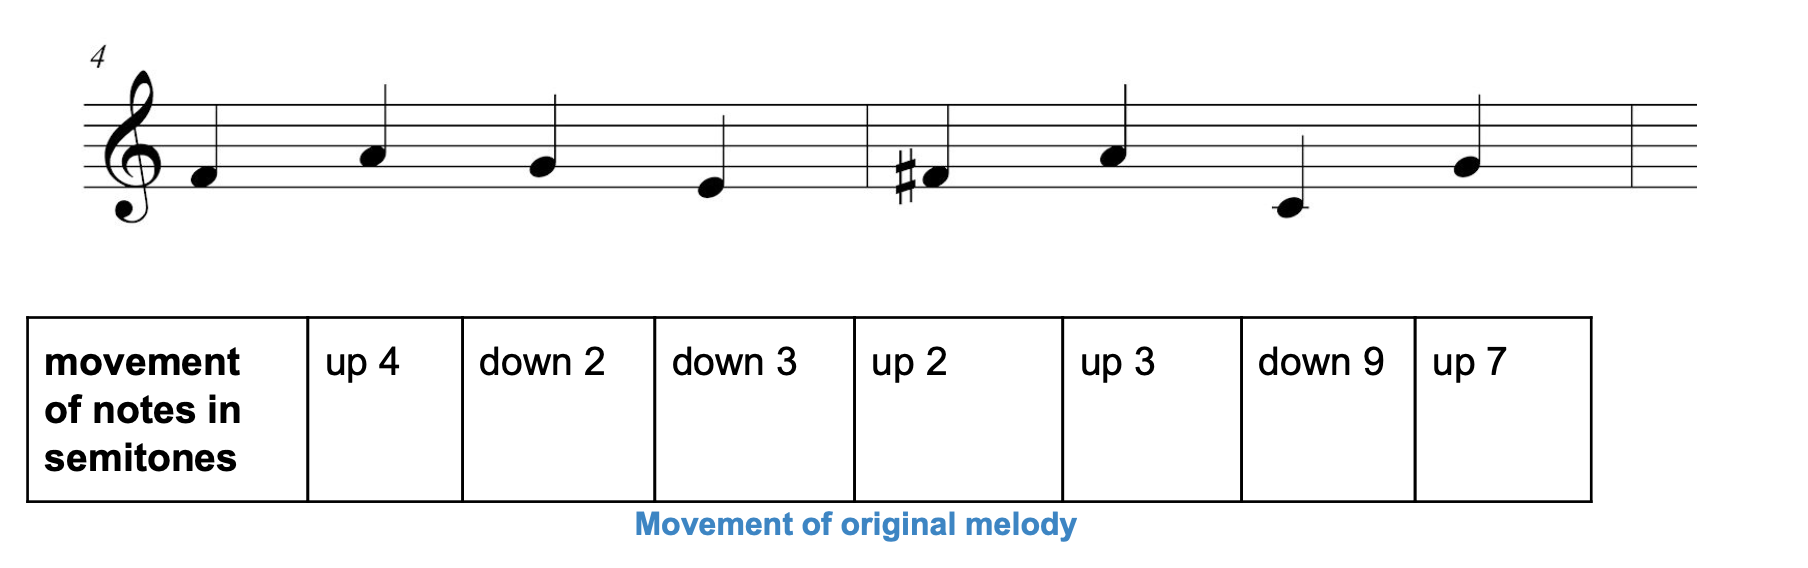 4
movement of notes in semitones up 4 down 2 down 3 up 2 up 3 down 9 up 7
Movement of original melody